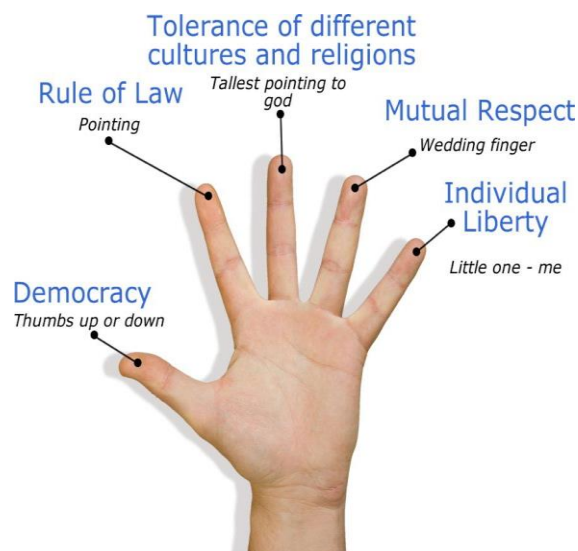 Tolerance of different
cultures and religions
Tallest pointing to
god
Rule of Law
Pointing
Mutual Respect
Wedding finger
Individual
Liberty
Little one - me
Democracy
Thumbs up or down